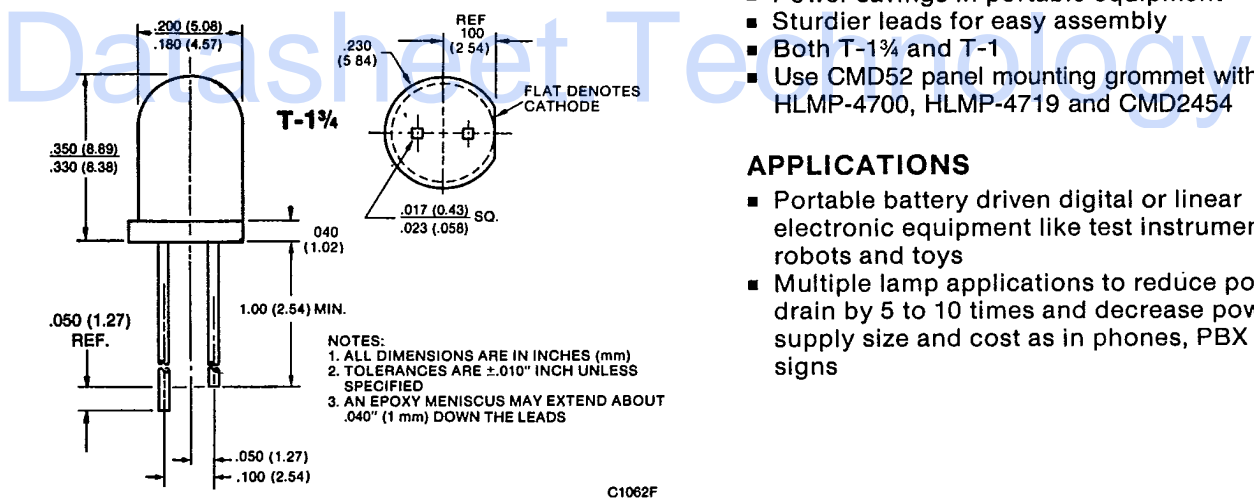 Datasheet Technology
.200 (5.08)
.180 (4.57)
REF
100
(2 54)
.230
(5 84)
FLAT DENOTES
CATHODE
T-1¾
.350 (8.89)
.330 (8.38)
.017 (0.43) SQ.
.023 (.058)
040
(1.02)
1.00 (2.54) MIN.
.050 (1.27)
REF.
NOTES:
1. ALL DIMENSIONS ARE IN INCHES (mm)
2. TOLERANCES ARE ±.010" INCH UNLESS
SPECIFIED
3. AN EPOXY MENISCUS MAY EXTEND ABOUT
.040" (1 mm) DOWN THE LEADS
.050 (1.27)
.100 (2.54)
C1062F
■ Power savings in portable equipment
■ Sturdier leads for easy assembly
■ Both T-1¾ and T-1
■ Use CMD52 panel mounting grommet with
HLMP-4700, HLMP-4719 and CMD2454
APPLICATIONS
■ Portable battery driven digital or linear
electronic equipment like test instrumen
robots and toys
■ Multiple lamp applications to reduce po
drain by 5 to 10 times and decrease pow
supply size and cost as in phones, PBX
signs